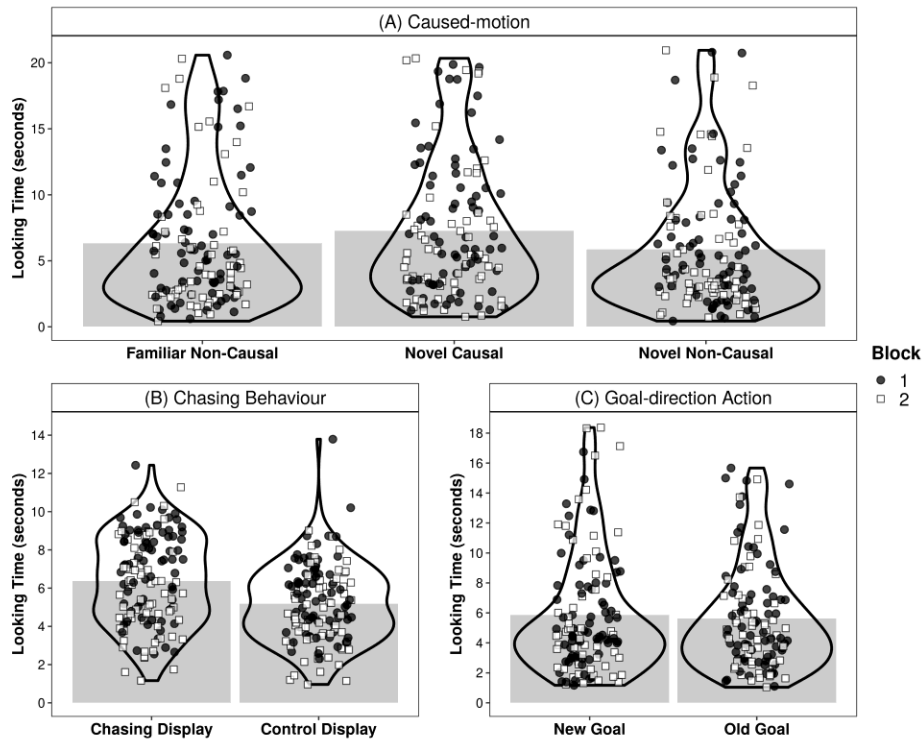 (A) Caused-motion
Looking Time (seconds)
20
15
10
5
0
Familiar Non-Causal
Novel Causal
Novel Non-Causal
Block
1
2
(B) Chasing Behaviour
Looking Time (seconds)
14
12
10
8
6
4
2
0
Chasing Display
Control Display
(C) Goal-direction Action
Looking Time (seconds)
18
16
14
12
10
8
6
4
2
0
New Goal
Old Goal